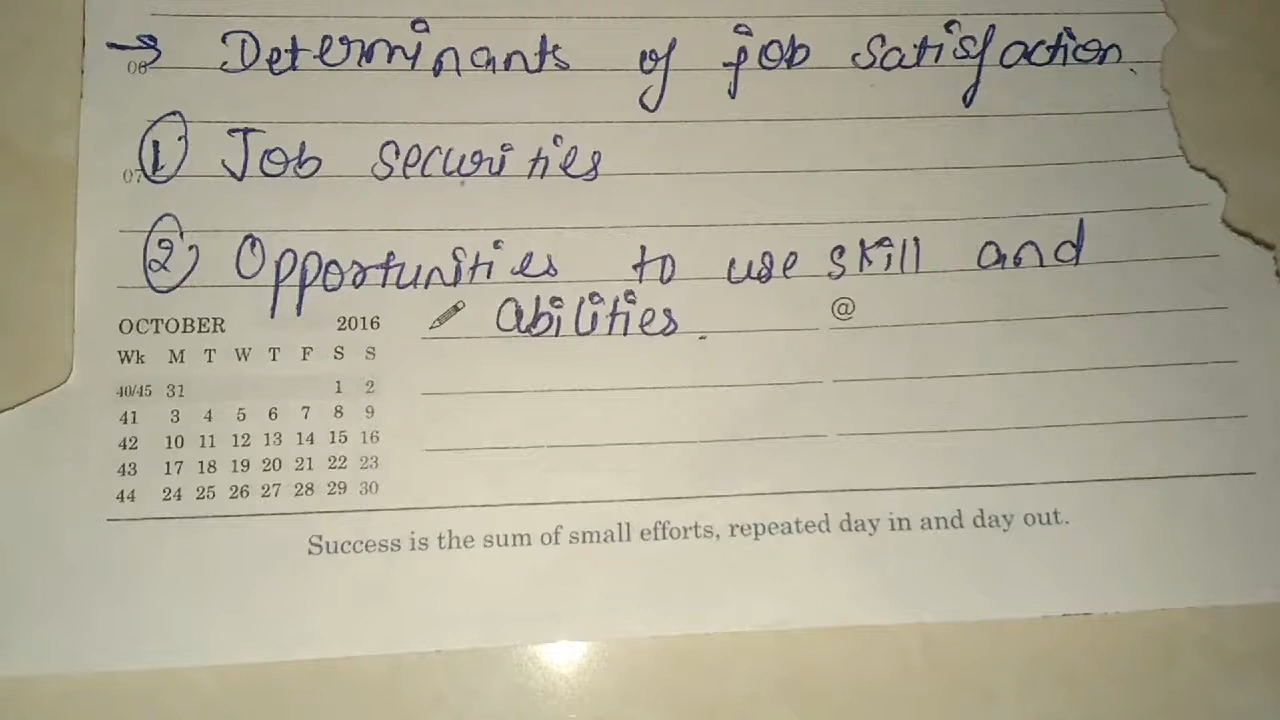 → Determinants of job satisfaction.
06
① Job securities
07
② Opportunities to use skill and
abilities.
@
OCTOBER 2016
Wk M T W T F S S
40/45 31 1 2
41 3 4 5 6 7 8 9
42 10 11 12 13 14 15 16
43 17 18 19 20 21 22 23
44 24 25 26 27 28 29 30
Success is the sum of small efforts, repeated day in and day out.